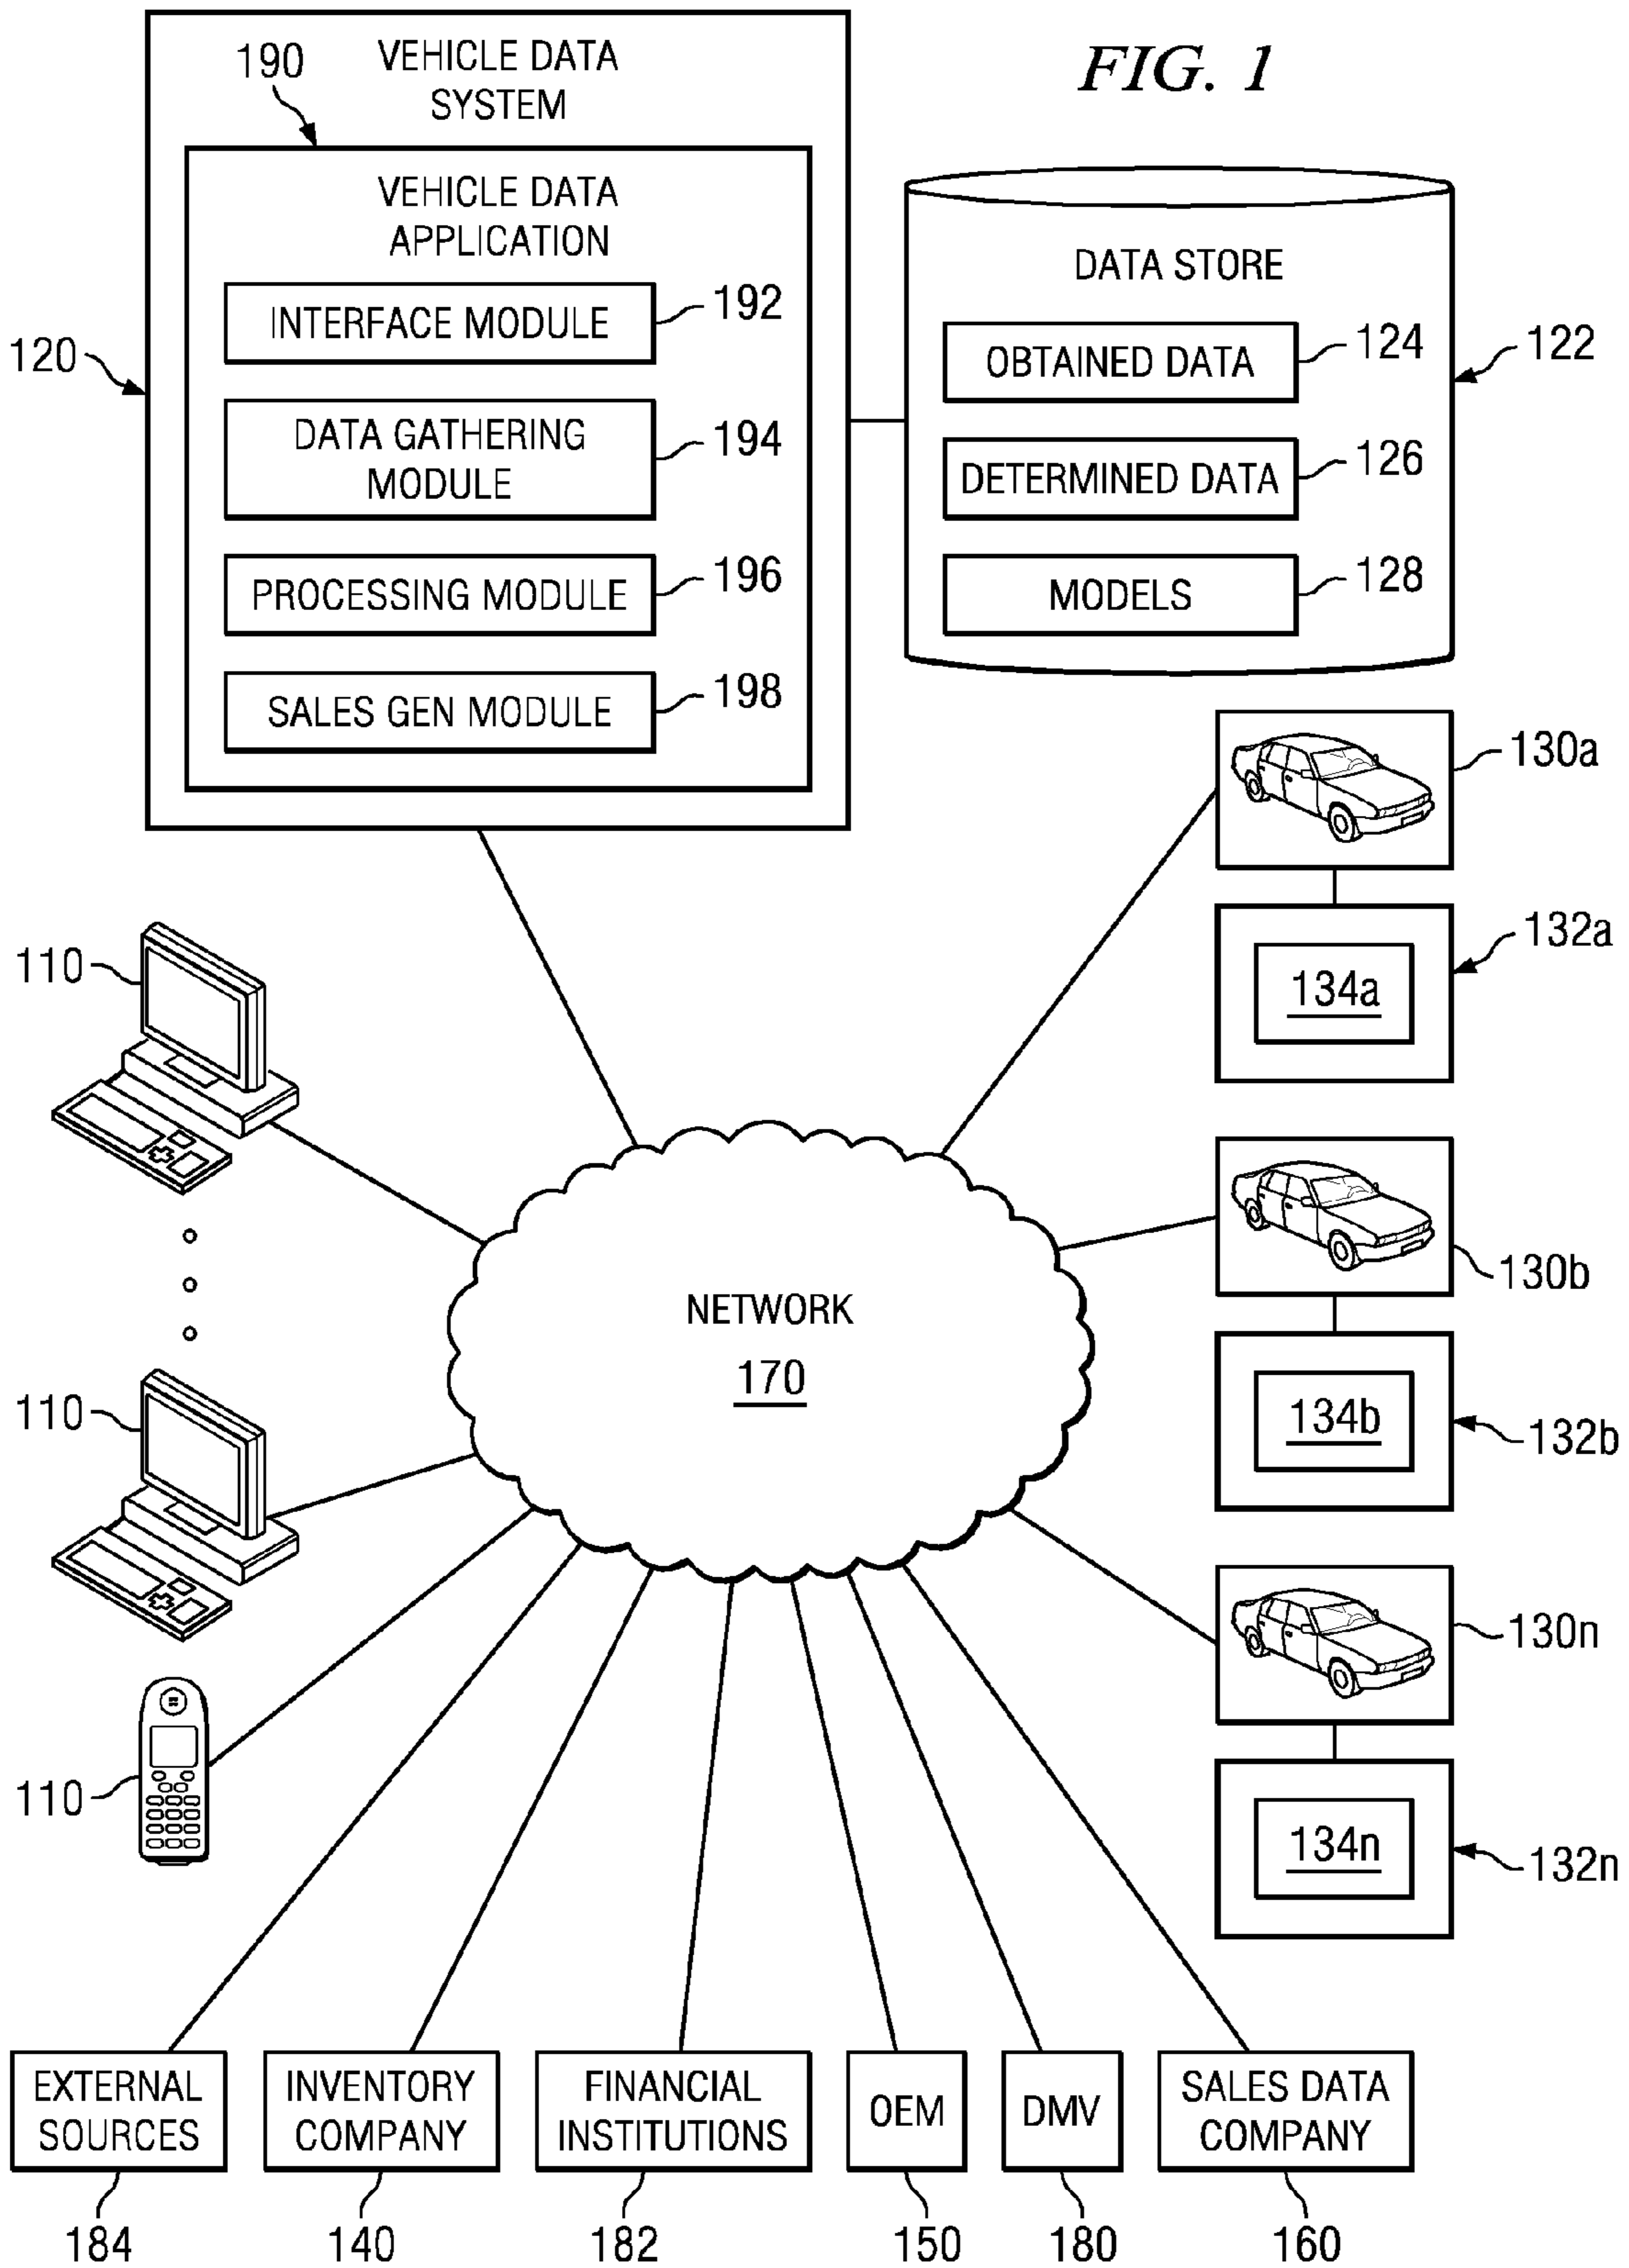 FIG. 1
190
VEHICLE DATA
SYSTEM
VEHICLE DATA
APPLICATION
INTERFACE MODULE
192
120
DATA GATHERING
MODULE
194
PROCESSING MODULE
196
SALES GEN MODULE
198
DATA STORE
OBTAINED DATA
124
122
DETERMINED DATA
126
MODELS
128
130a
132a
134a
110
130b
NETWORK
170
110
134b
132b
130n
110
134n
132n
EXTERNAL
SOURCES
INVENTORY
COMPANY
FINANCIAL
INSTITUTIONS
OEM
DMV
SALES DATA
COMPANY
184
140
182
150
180
160